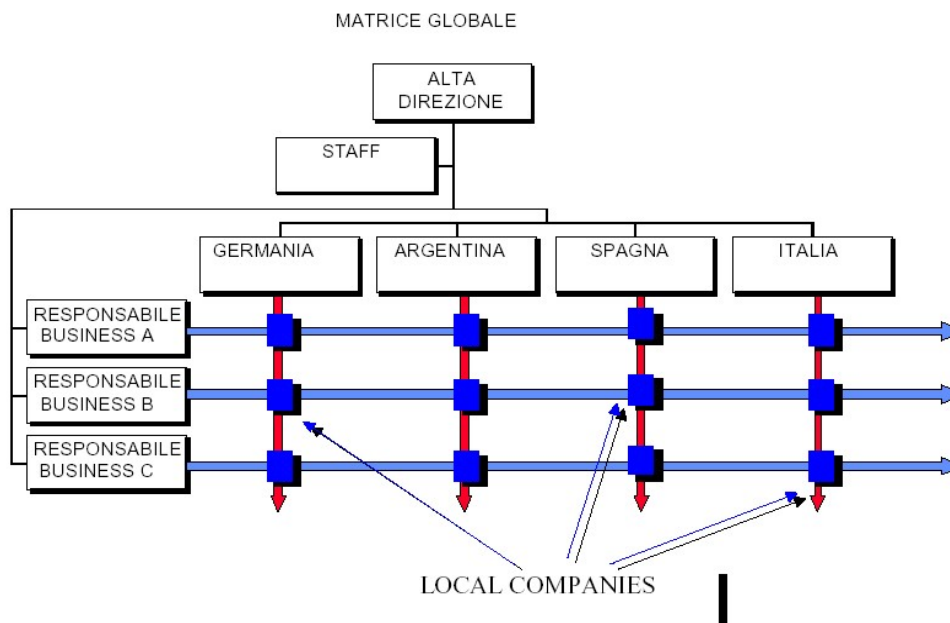 MATRICE GLOBALE
ALTA
DIREZIONE
STAFF
GERMANIA
ARGENTINA
SPAGNA
ITALIA
RESPONSABILE
BUSINESS A
RESPONSABILE
BUSINESS B
RESPONSABILE
BUSINESS C
LOCAL COMPANIES